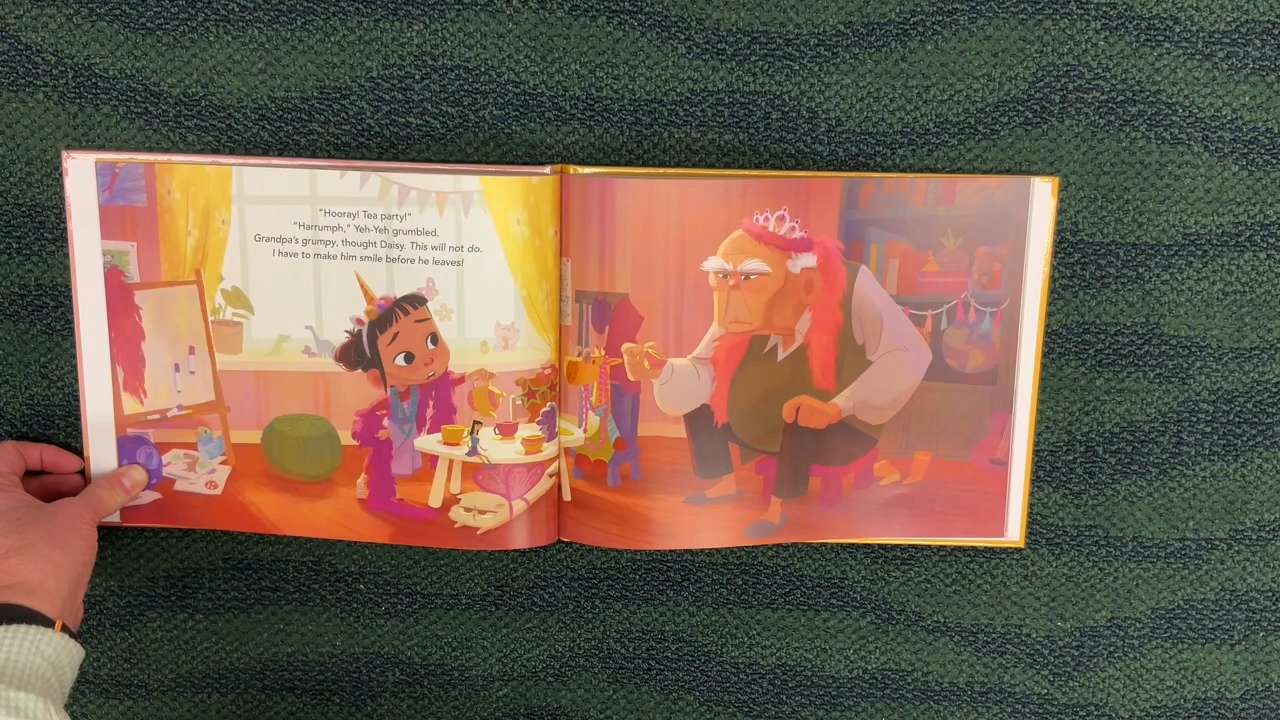 "Hooray! Tea party!"
"Harrumph," Yeh-Yeh grumbled.
Grandpa's grumpy, thought Daisy. This will not do.
I have to make him smile before he leaves!